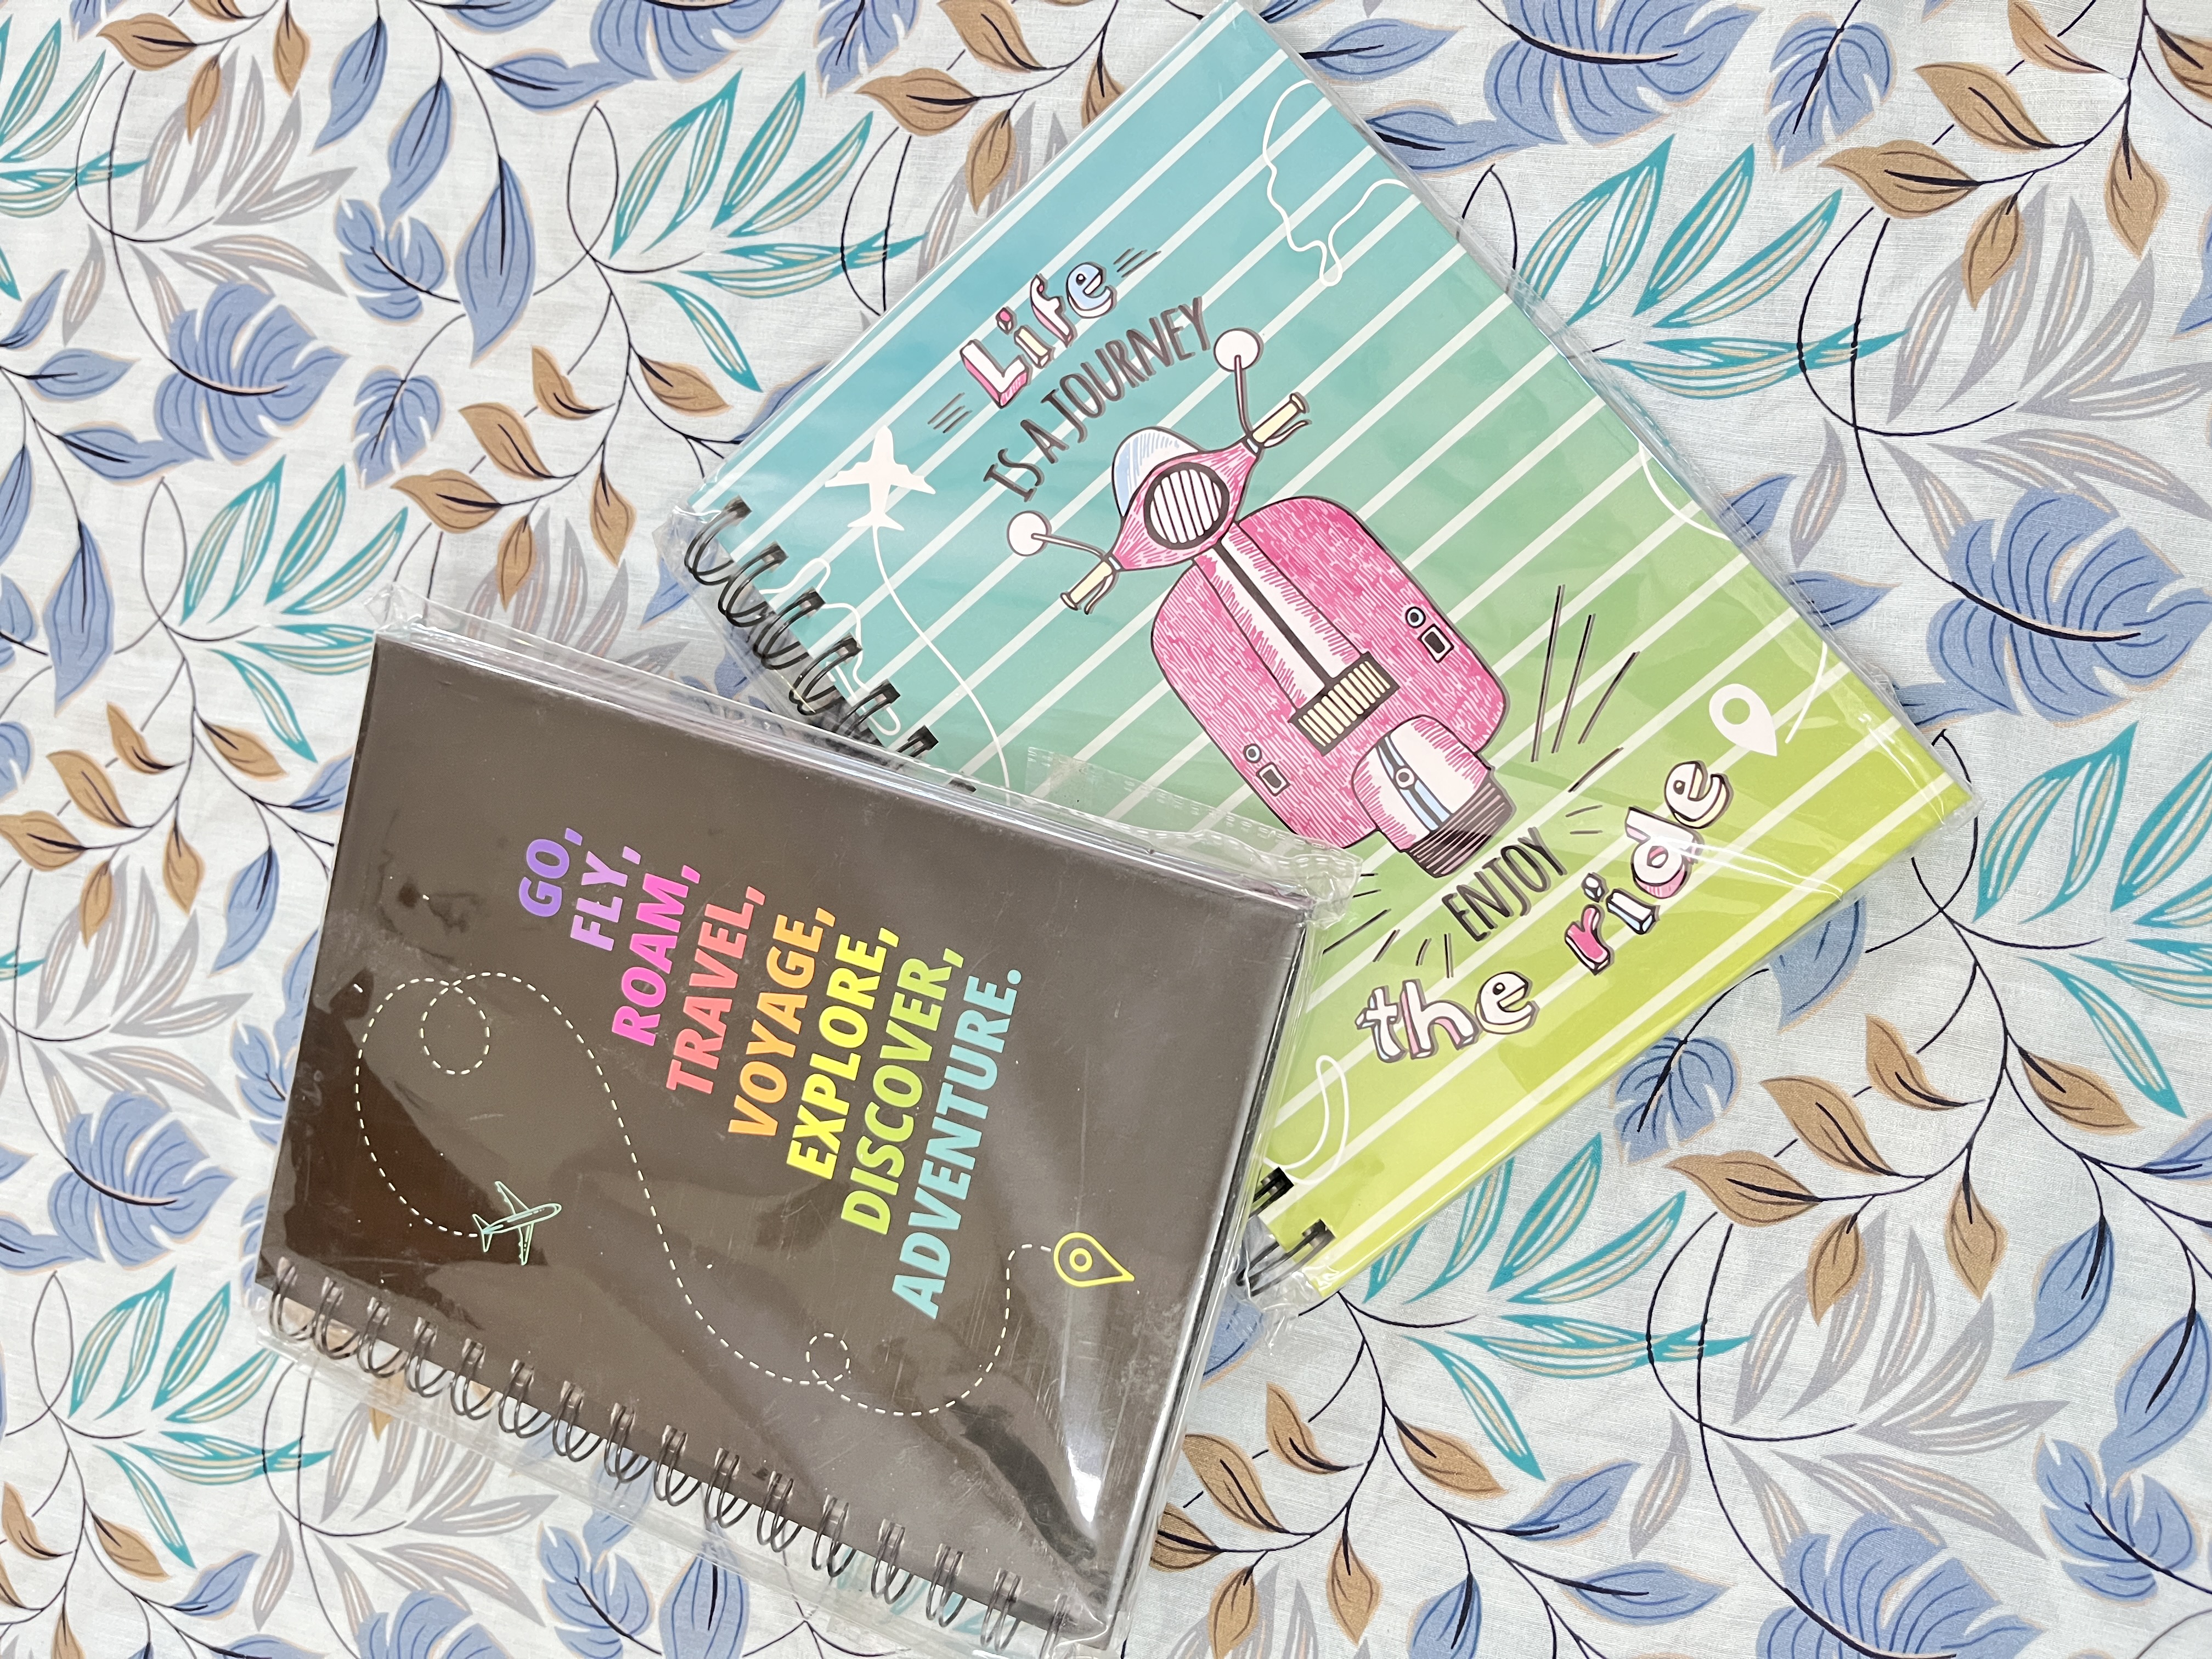 GO,
FLY,
ROAM,
TRAVEL,
VOYAGE,
EXPLORE,
DISCOVER,
ADVENTURE.
Life
IS A JOURNEY
ENJOY
the ride